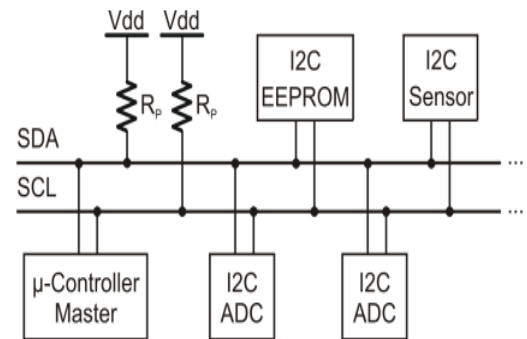 Vdd Vdd
I2C
EEPROM
I2C
Sensor
R_P R_P
SDA
...
SCL
...
µ-Controller
Master
I2C
ADC
I2C
ADC